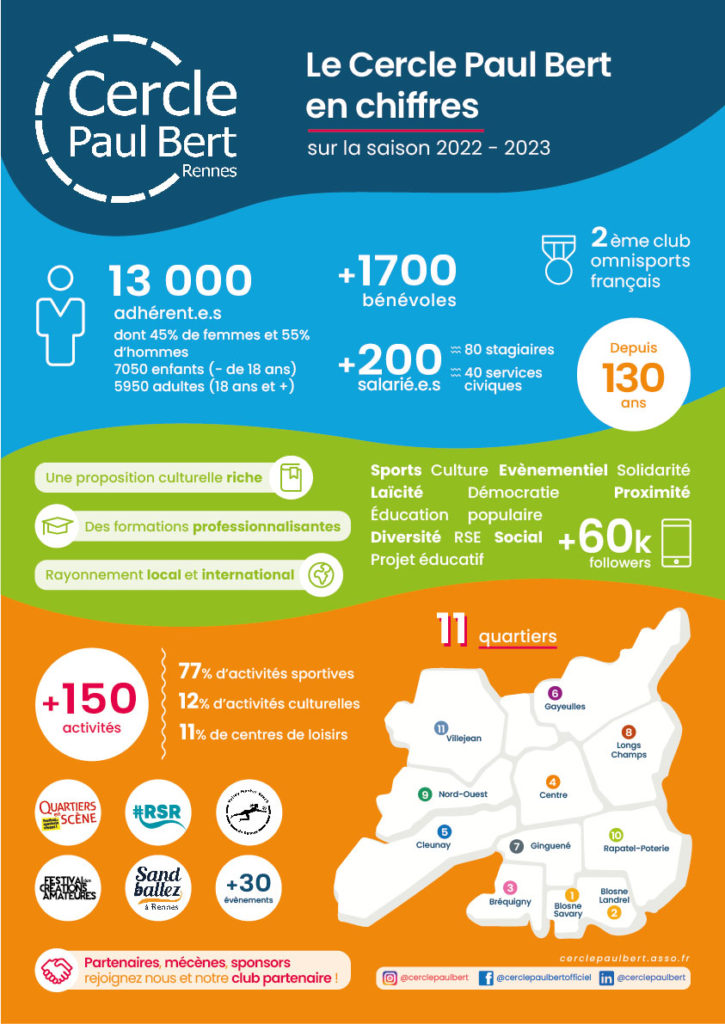 Cercle
Paul Bert
Rennes
Le Cercle Paul Bert
en chiffres
sur la saison 2022 - 2023
13 000
adhérent.e.s
dont 45% de femmes et 55%
d'hommes
7050 enfants (- de 18 ans)
5950 adultes (18 ans et +)
+1700
bénévoles
+200
salarié.e.s
≈ 80 stagiaires
≈ 40 services
civiques
2 ème club
omnisports
français
Depuis
130
ans
Une proposition culturelle riche
Des formations professionnalisantes
Rayonnement local et international
Sports Culture Evènementiel Solidarité
Laïcité Démocratie Proximité
Éducation populaire
Diversité RSE Social
Projet éducatif
+60k
followers
11 quartiers
+150
activités
77% d'activités sportives
12% d'activités culturelles
11% de centres de loisirs
QUARTIERS
EN SCÈNE
#RSR
FESTIVAL DES
CRÉATIONS
AMATEURES
Sand
ballez
à Rennes
+30
évènements
6
Gayeulles
11
Villejean
8
Longs
Champs
9 Nord-Ouest
4
Centre
5
Cleunay
7 Ginguené
10
Rapatel-Poterie
3
Bréquigny
1
Blosne
Savary
Blosne
Landrel
2
Partenaires, mécènes, sponsors
rejoignez nous et notre club partenaire !
cerclepaulbert.asso.fr
@cerclepaulbert
@cerclepaulbertofficiel
@cerclepaulbert